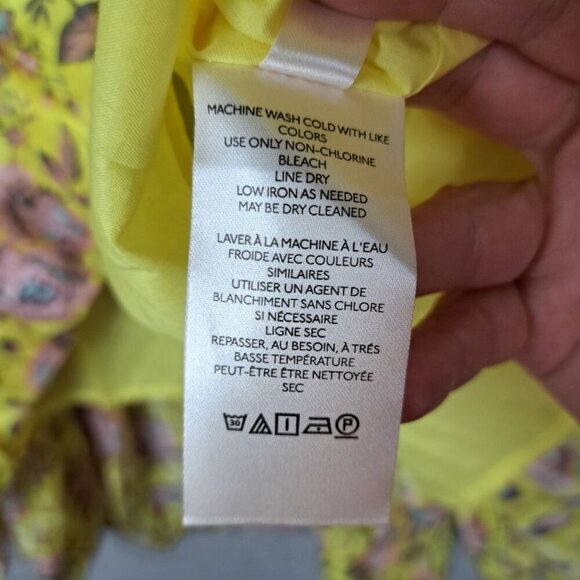 MACHINE WASH COLD WITH LIKE
COLORS
USE ONLY NON-CHLORINE
BLEACH
LINE DRY
LOW IRON AS NEEDED
MAY BE DRY CLEANED
LAVER À LA MACHINE À L'EAU
FROIDE AVEC COULEURS
SIMILAIRES
UTILISER UN AGENT DE
BLANCHIMENT SANS CHLORE
SI NÉCESSAIRE
LIGNE SEC
REPASSER, AU BESOIN, À TRÉS
BASSE TEMPÉRATURE
PEUT-ÊTRE ÊTRE NETTOYÉE
SEC
30 P